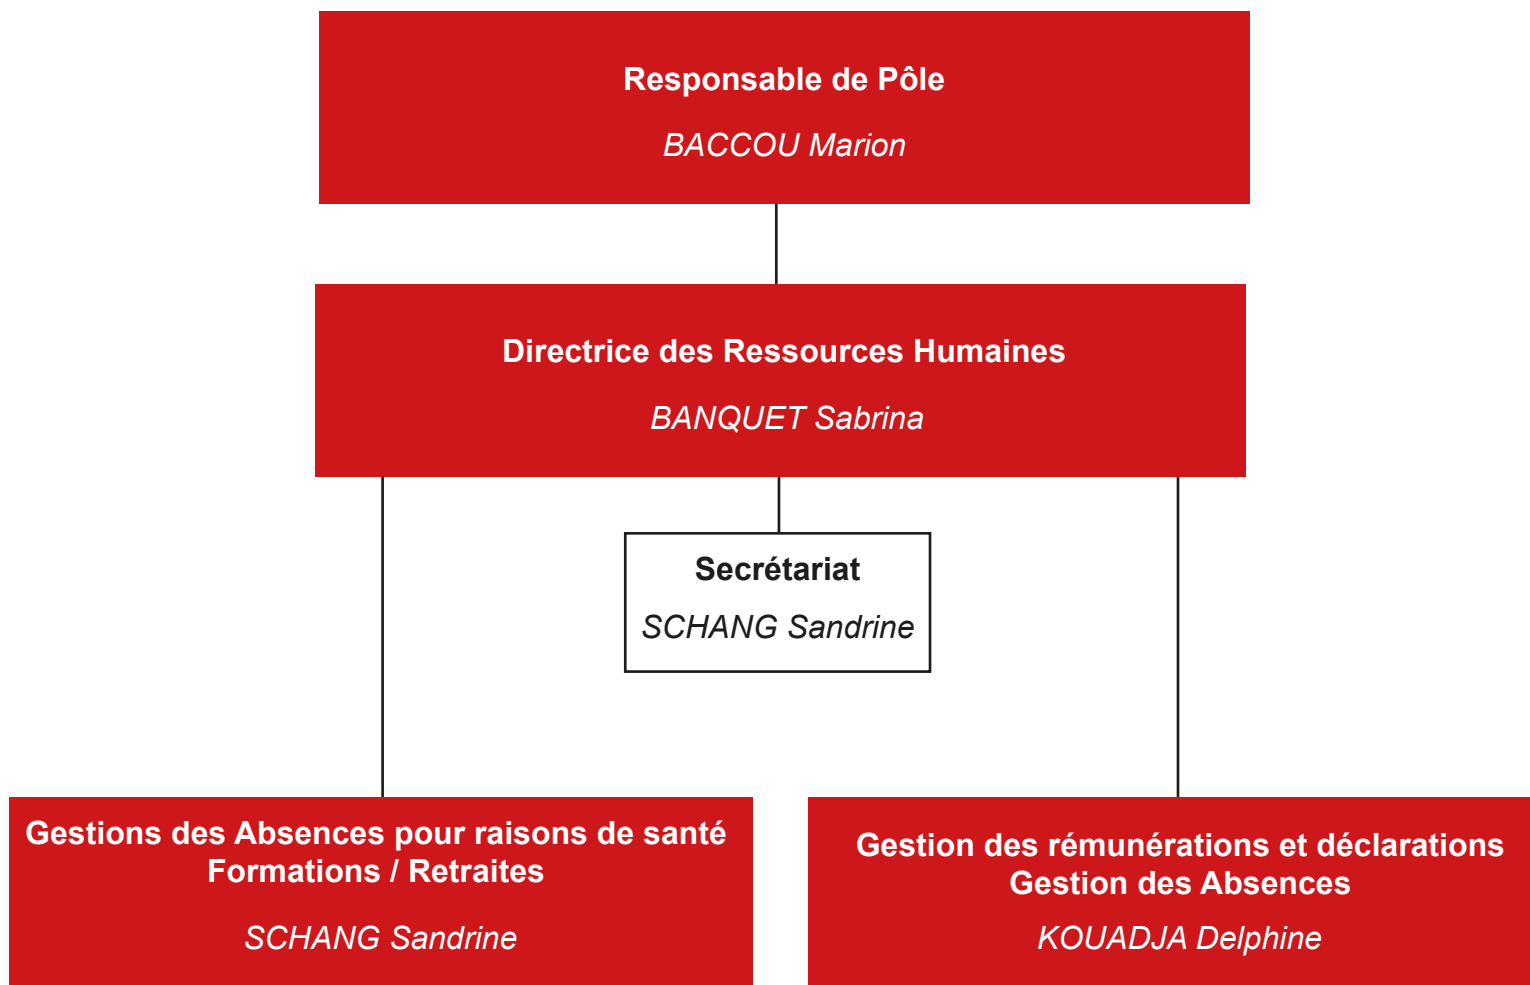 Responsable de Pôle
BACCOU Marion
Directrice des Ressources Humaines
BANQUET Sabrina
Secrétariat
SCHANG Sandrine
Gestions des Absences pour raisons de santé
Formations / Retraites
SCHANG Sandrine
Gestion des rémunérations et déclarations
Gestion des Absences
KOUADJA Delphine